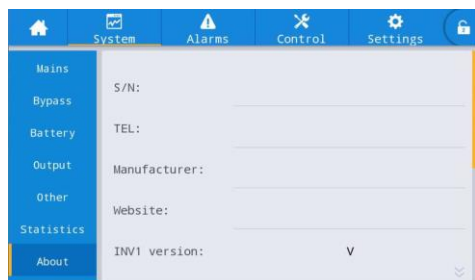 System Alarms Control Settings
Mains
Bypass
Battery
Output
Other
Statistics
About
S/N:
TEL:
Manufacturer:
Website:
INV1 version: V